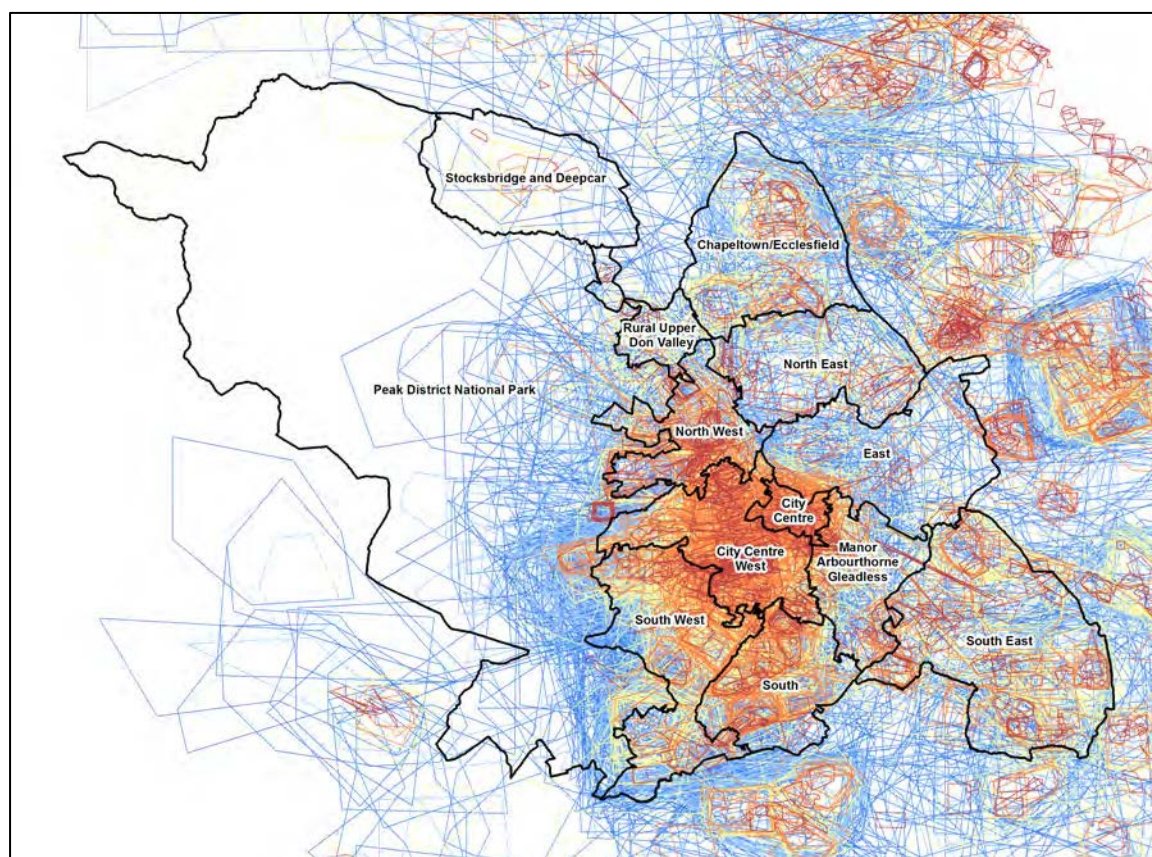 Stocksbridge and Deepcar
Chapeltown/Ecclesfield
Rural Upper
Don Valley
North East
Peak District National Park
North West
East
City
Centre
City Centre
West
Manor
Arbourthorne
Gleadless
South West
South East
South